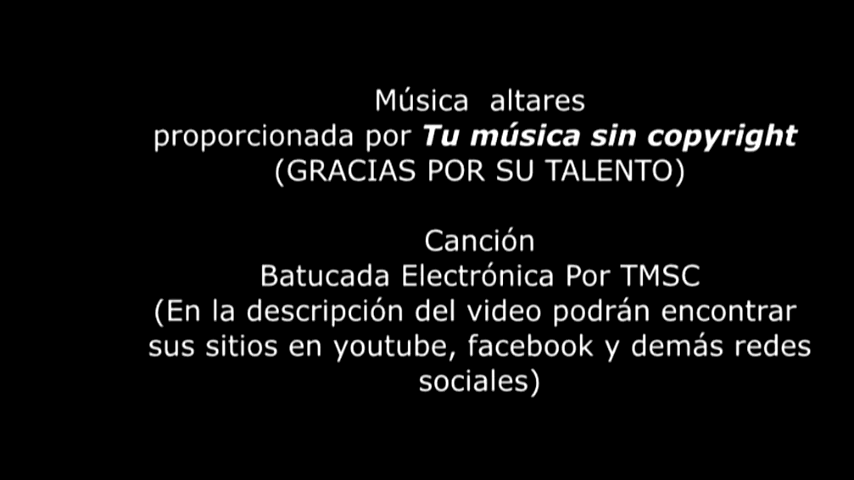 Música altares
proporcionada por Tu música sin copyright
(GRACIAS POR SU TALENTO)
Canción
Batucada Electrónica Por TMSC
(En la descripción del video podrán encontrar
sus sitios en youtube, facebook y demás redes
sociales)